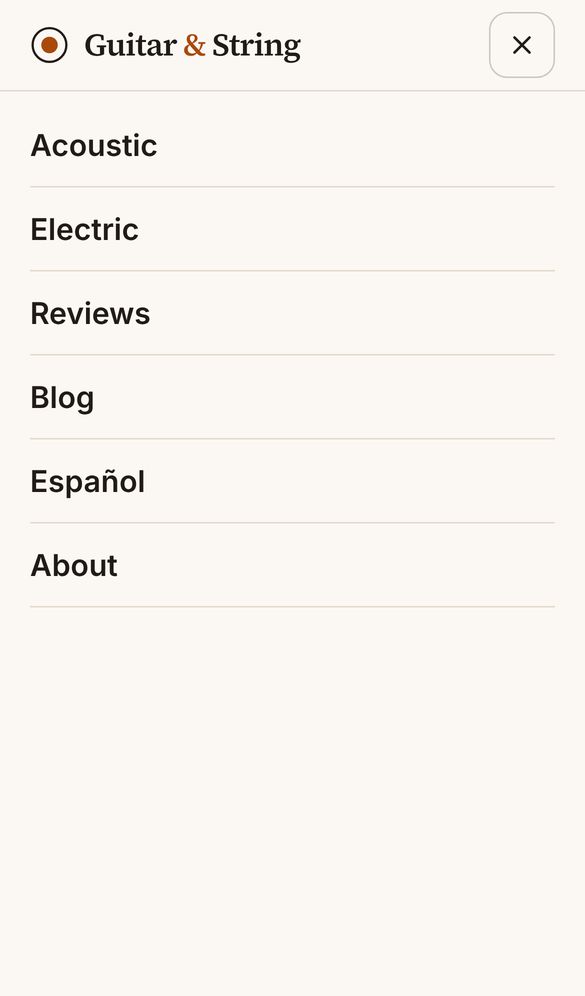 Guitar & String
Acoustic
Electric
Reviews
Blog
Español
About